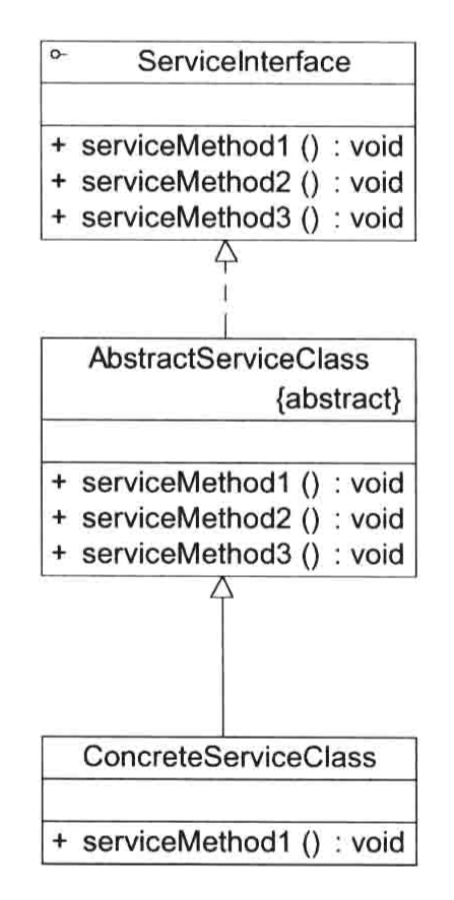 ServiceInterface
+ serviceMethod1 () : void
+ serviceMethod2 () : void
+ serviceMethod3 () : void
AbstractServiceClass
{abstract}
+ serviceMethod1 () : void
+ serviceMethod2 () : void
+ serviceMethod3 () : void
ConcreteServiceClass
+ serviceMethod1 () : void